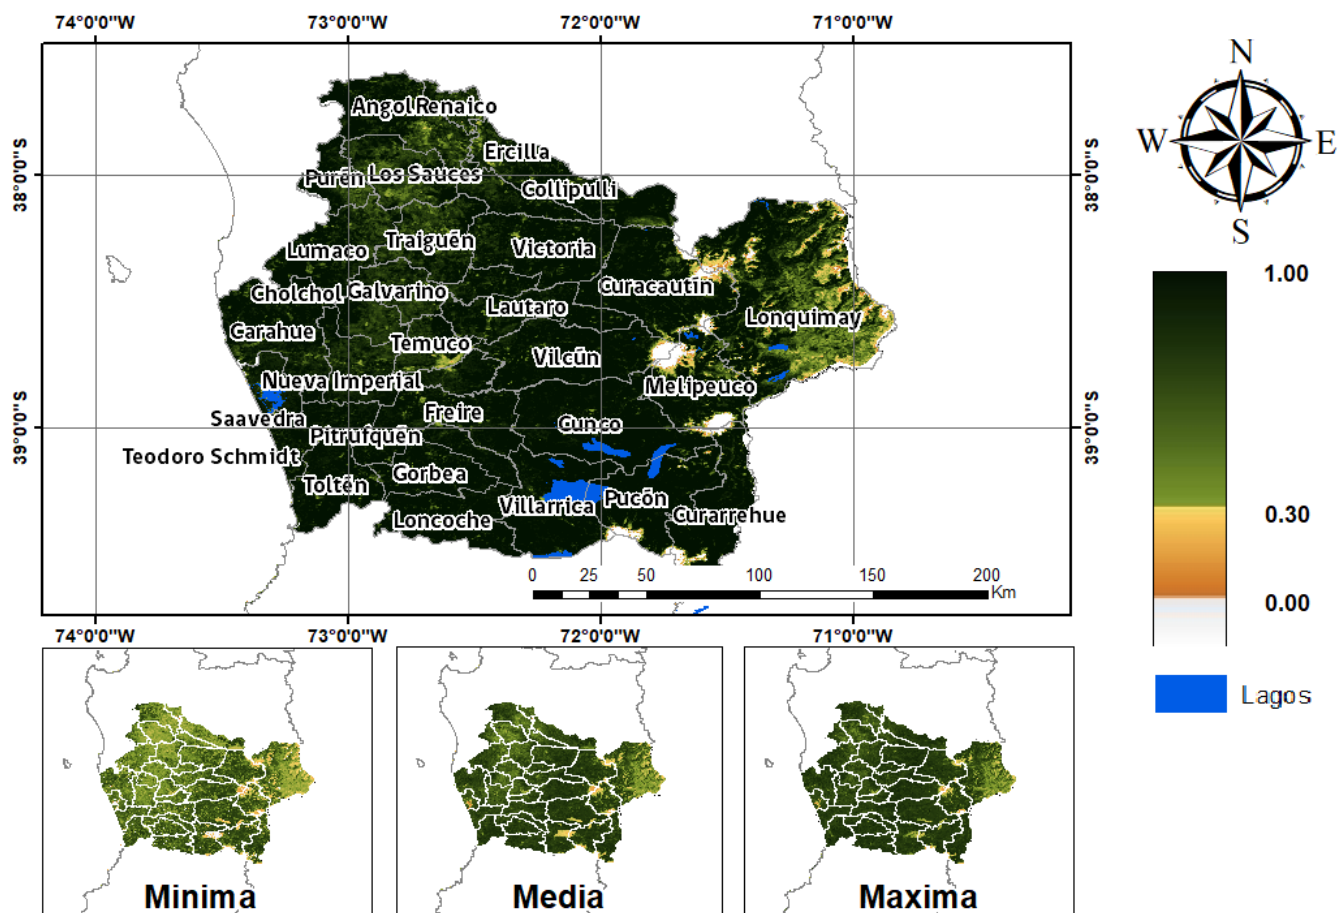 74°0'0"W 73°0'0"W 72°0'0"W 71°0'0"W
N
W E
S
38°0'0"S 38°0'0"S
39°0'0"S 39°0'0"S
Angol Renaico
Ercilla
Purén Los Sauces
Collipulli
Traiguén
Victoria
Lumaco
Curacautín
Cholchol Galvarino
Lautaro
Lonquimay
Carahue
Temuco
Vilcún
Nueva Imperial
Melipeuco
Saavedra
Freire
Cunco
Pitrufquén
Teodoro Schmidt
Gorbea
Toltén
Villarrica
Pucón
Loncoche
Curarrehue
0 25 50 100 150 200
Km
74°0'0"W 73°0'0"W 72°0'0"W 71°0'0"W
1.00
0.30
0.00
Lagos
Minima
Media
Maxima